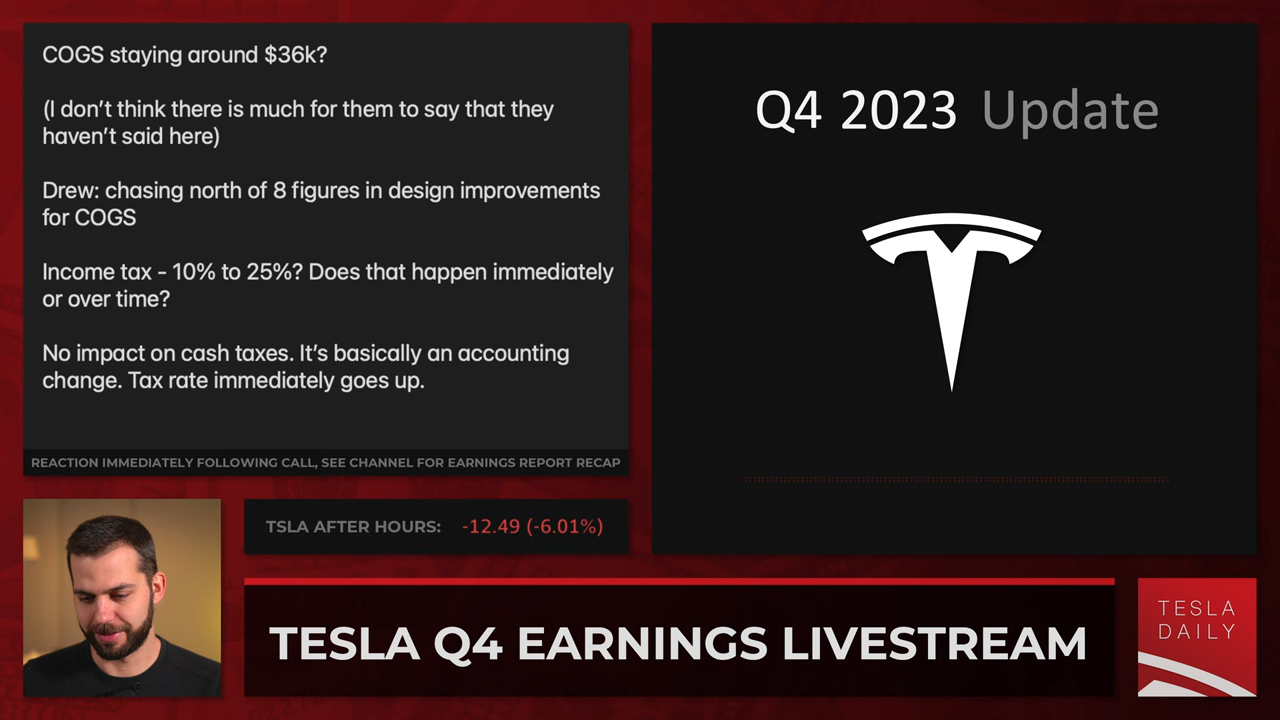 COGS staying around $36k?
(I don’t think there is much for them to say that they
haven’t said here)
Drew: chasing north of 8 figures in design improvements
for COGS
Income tax - 10% to 25%? Does that happen immediately
or over time?
No impact on cash taxes. It’s basically an accounting
change. Tax rate immediately goes up.
REACTION IMMEDIATELY FOLLOWING CALL, SEE CHANNEL FOR EARNINGS REPORT RECAP
Q4 2023 Update
TSLA AFTER HOURS: -12.49 (-6.01%)
TESLA Q4 EARNINGS LIVESTREAM
TESLA
DAILY